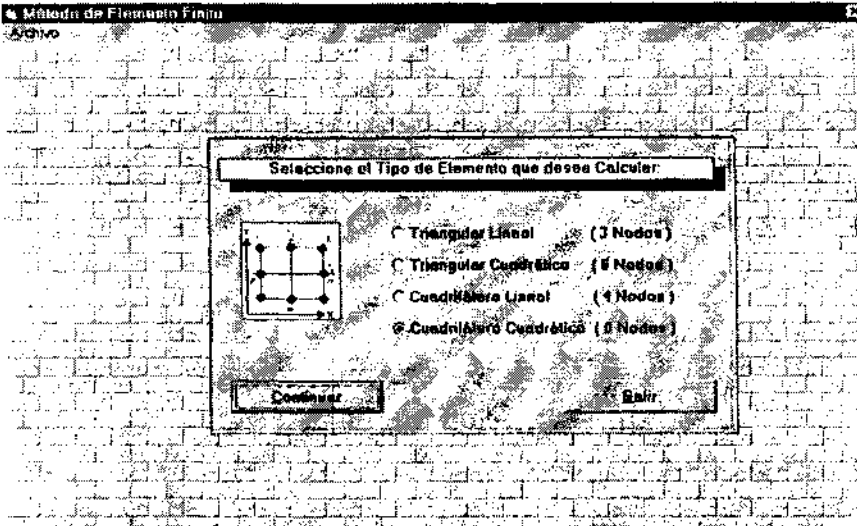 Método de Elemento Finito
Archivo
Seleccione el Tipo de Elemento que desea Calcular:
Triangular Lineal ( 3 Nodos )
Triangular Cuadrático ( 6 Nodos )
Cuadrilátero Lineal ( 4 Nodos )
Cuadrilátero Cuadrático ( 8 Nodos )
Y
X
Continuar
Salir